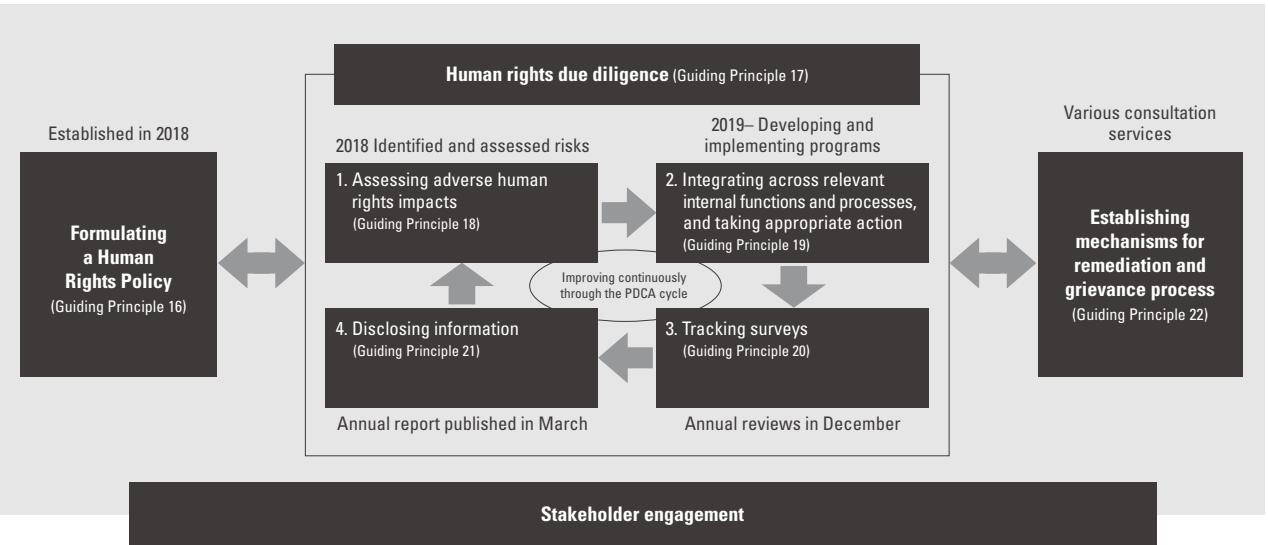 Human rights due diligence (Guiding Principle 17)
Established in 2018
Formulating
a Human
Rights Policy
(Guiding Principle 16)
2018 Identified and assessed risks
1. Assessing adverse human
rights impacts
(Guiding Principle 18)
2019– Developing and
implementing programs
2. Integrating across relevant
internal functions and processes,
and taking appropriate action
(Guiding Principle 19)
Improving continuously
through the PDCA cycle
3. Tracking surveys
(Guiding Principle 20)
Annual reviews in December
4. Disclosing information
(Guiding Principle 21)
Annual report published in March
Various consultation
services
Establishing
mechanisms for
remediation and
grievance process
(Guiding Principle 22)
Stakeholder engagement